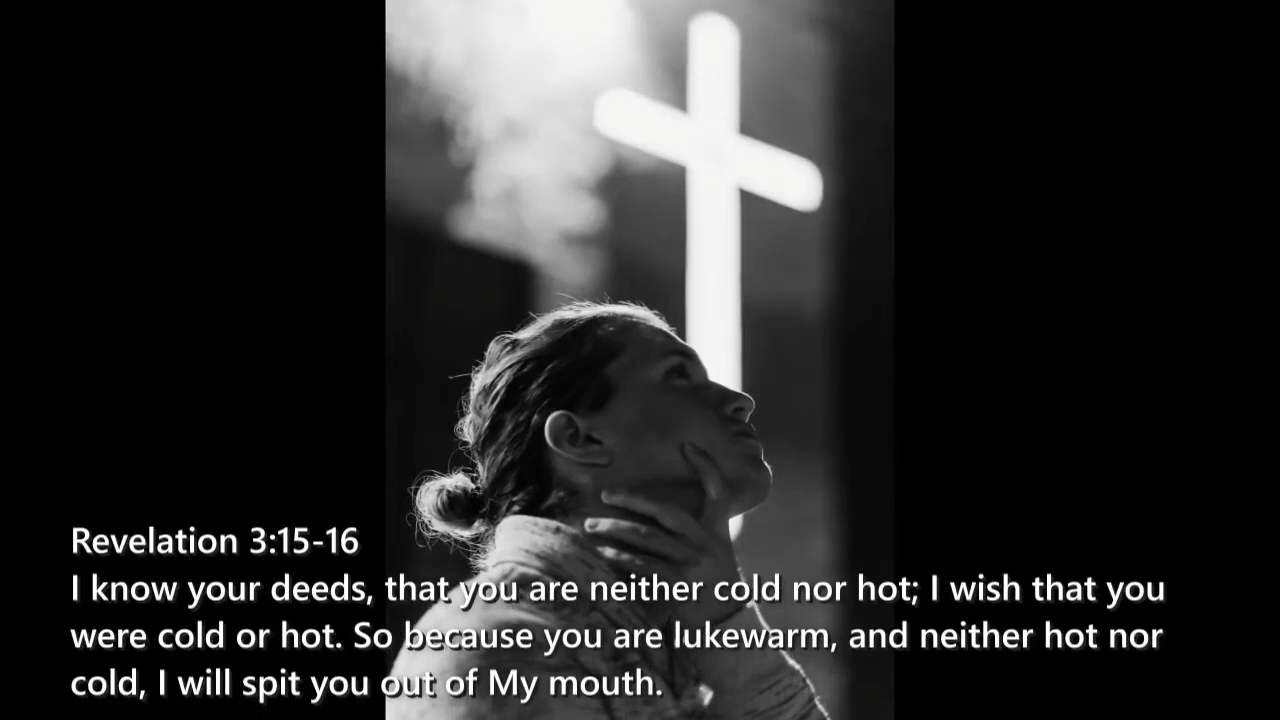 Revelation 3:15-16
I know your deeds, that you are neither cold nor hot; I wish that you
were cold or hot. So because you are lukewarm, and neither hot nor
cold, I will spit you out of My mouth.